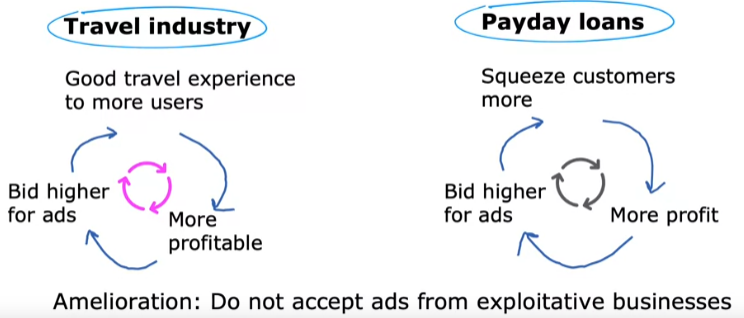 Travel industry
Good travel experience
to more users
Bid higher
for ads
More
profitable
Payday loans
Squeeze customers
more
Bid higher
for ads
More profit
Amelioration: Do not accept ads from exploitative businesses